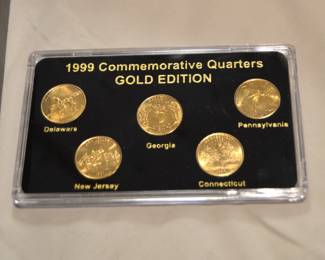 1999 Commemorative Quarters
GOLD EDITION
Delaware
Pennsylvania
Georgia
New Jersey
Connecticut